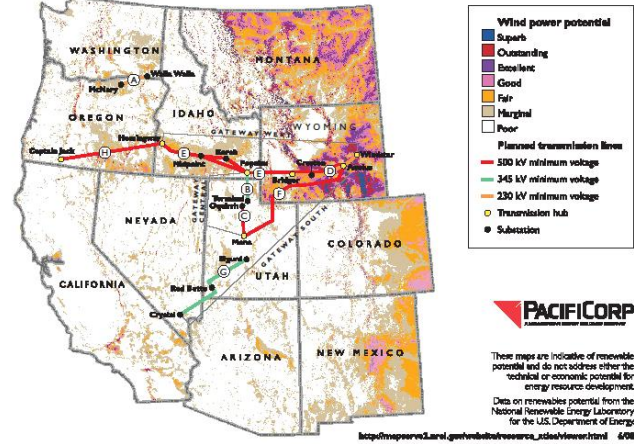 WASHINGTON
Walla Walla
A
McNary
MONTANA
OREGON
IDAHO
Hemingway
GATEWAY WEST
WYOMING
Captain Jack
H
E
Midpoint
Borah
Populus
E
Bridger
D
Windstar
Aeolus
F
B
Terminal
Oquirrh
C
Mona
GATEWAY CENTRAL
GATEWAY SOUTH
NEVADA
Sigurd
G
UTAH
COLORADO
CALIFORNIA
Red Butte
Crystal
ARIZONA
NEW MEXICO
Wind power potential
Superb
Outstanding
Excellent
Good
Fair
Marginal
Poor
Planned transmission lines
500 kV minimum voltage
345 kV minimum voltage
230 kV minimum voltage
Transmission hub
Substation
PACIFICORP
These maps are indicative of renewable
potential and do not address either the
technical or economic potential for
energy resource development
Data on renewables potential from the
National Renewable Energy Laboratory
for the U.S. Department of Energy